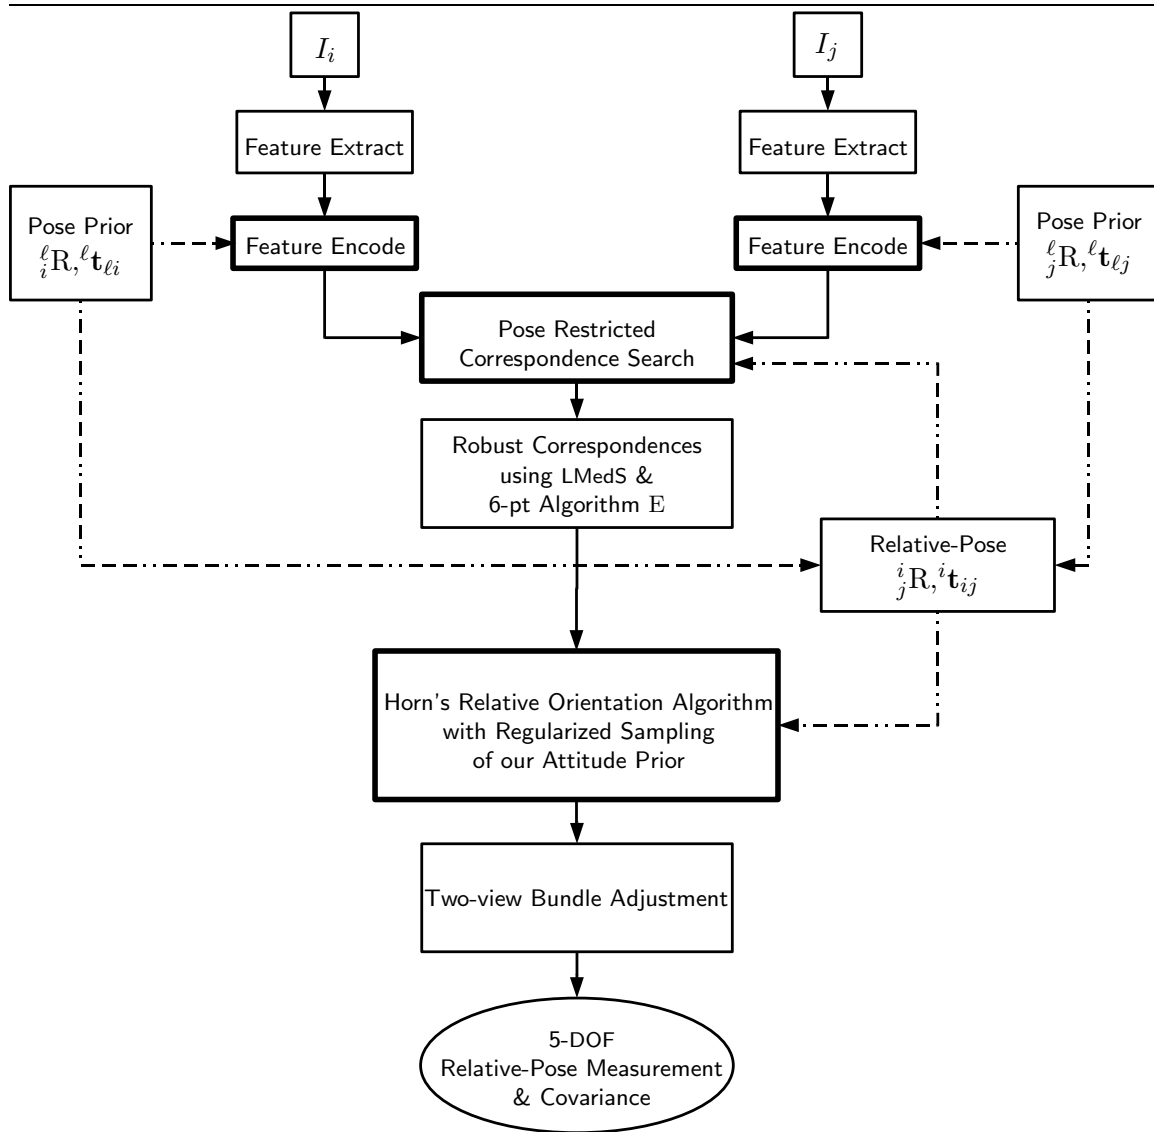 I_i
I_j
Feature Extract
Feature Extract
Pose Prior
^ℓ_iR,^ℓt_ℓi
Feature Encode
Feature Encode
Pose Prior
^ℓ_jR,^ℓt_ℓj
Pose Restricted
Correspondence Search
Robust Correspondences
using LMedS &
6-pt Algorithm E
Relative-Pose
^i_jR,^it_ij
Horn's Relative Orientation Algorithm
with Regularized Sampling
of our Attitude Prior
Two-view Bundle Adjustment
5-DOF
Relative-Pose Measurement
& Covariance